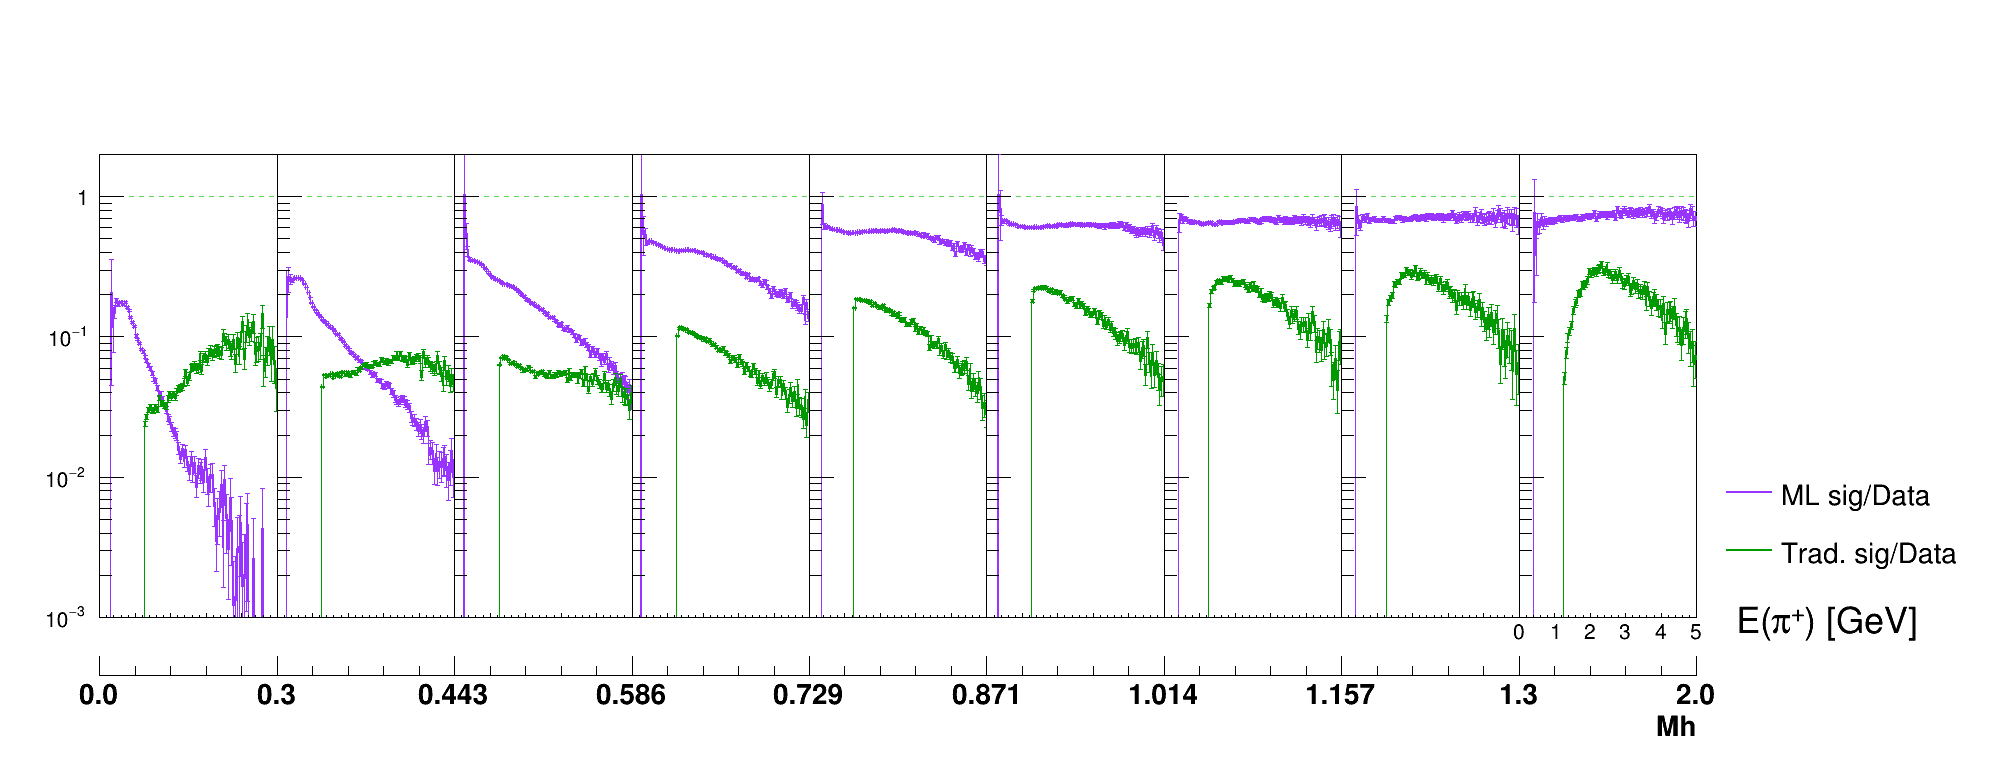 1
10⁻¹
10⁻²
10⁻³
ML sig/Data
Trad. sig/Data
E(π⁺) [GeV]
0 1 2 3 4 5
0.0 0.3 0.443 0.586 0.729 0.871 1.014 1.157 1.3 2.0
Mh